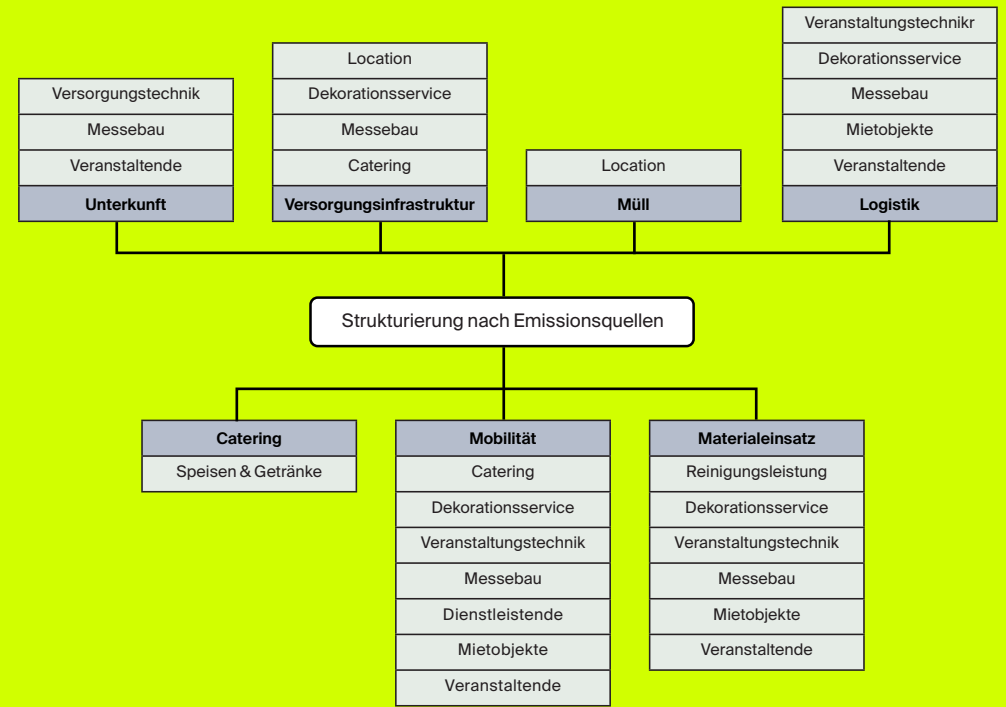 Versorgungstechnik
Messebau
Veranstaltende
Unterkunft
Location
Dekorationsservice
Messebau
Catering
Versorgungsinfrastruktur
Location
Müll
Veranstaltungstechnikr
Dekorationsservice
Messebau
Mietobjekte
Veranstaltende
Logistik
Strukturierung nach Emissionsquellen
Catering
Speisen & Getränke
Mobilität
Catering
Dekorationsservice
Veranstaltungstechnik
Messebau
Dienstleistende
Mietobjekte
Veranstaltende
Materialeinsatz
Reinigungsleistung
Dekorationsservice
Veranstaltungstechnik
Messebau
Mietobjekte
Veranstaltende